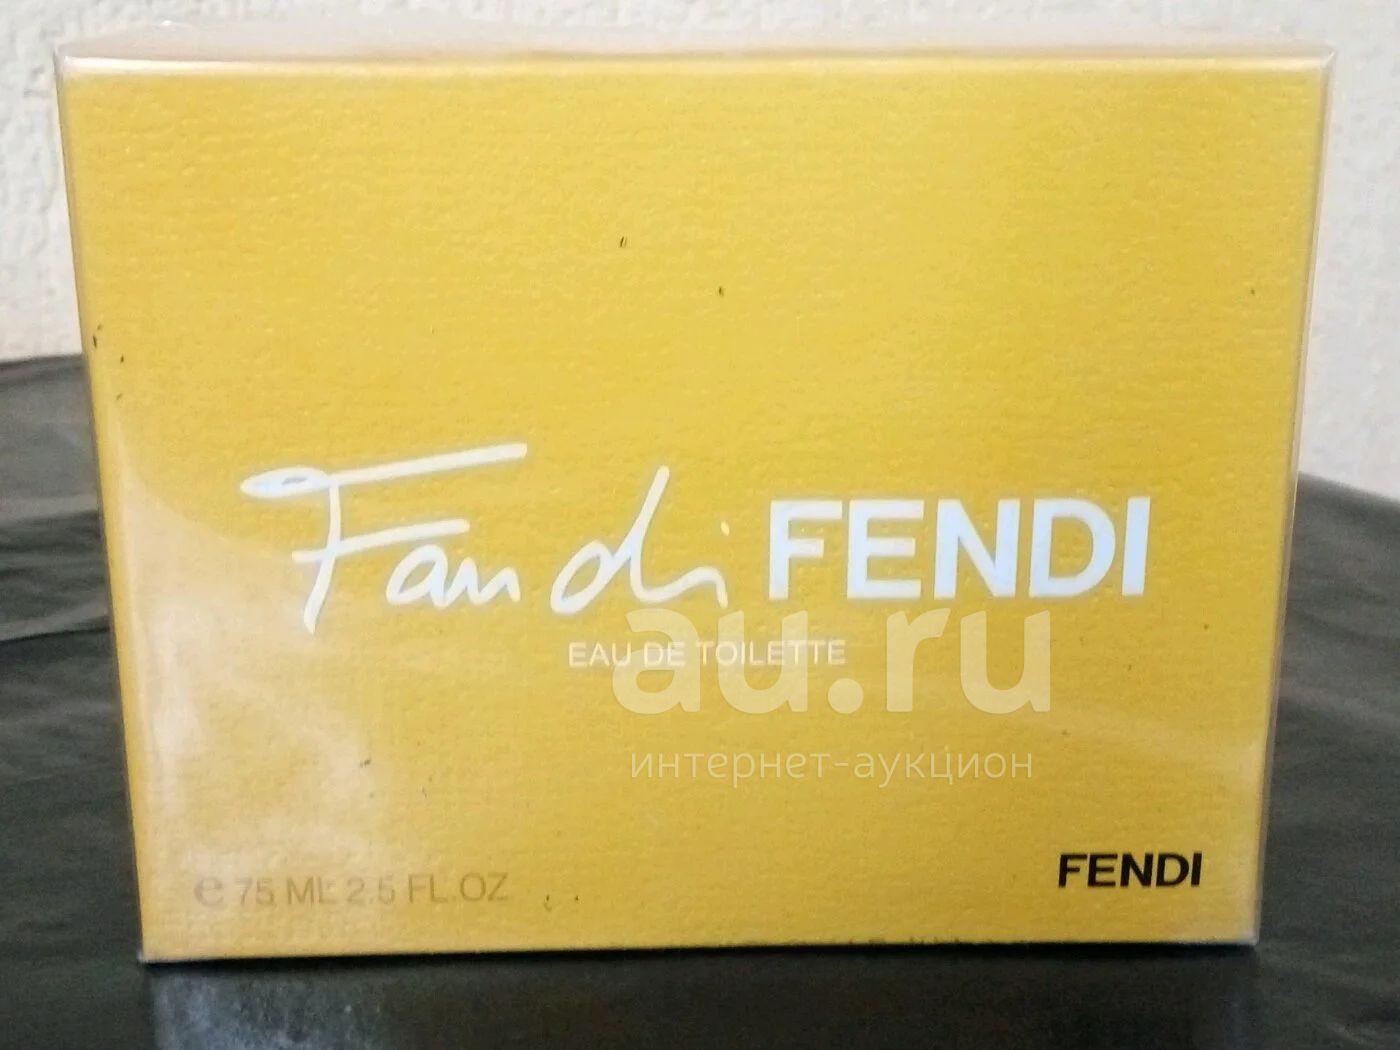 Fan di FENDI
EAU DE TOILETTE
au.ru
интернет-аукцион
FENDI
e 75 ML 2.5 FL.OZ